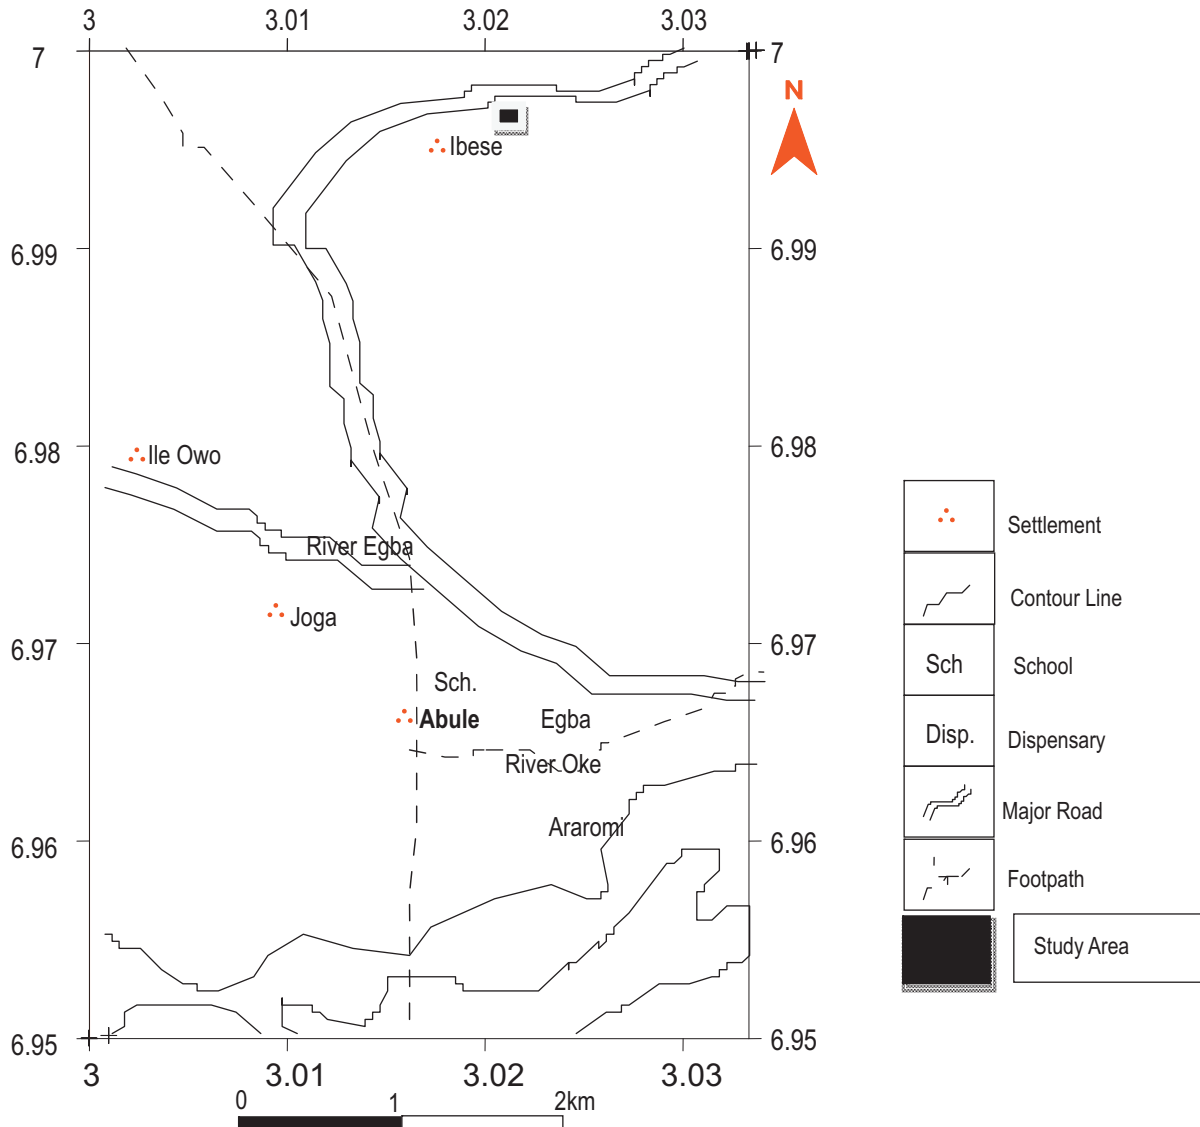 3 3.01 3.02 3.03
7 7
N
Ibese
6.99 6.99
6.98 6.98
Ile Owo
River Egba
Joga
6.97 6.97
Sch.
Abule Egba
River Oke
Araromi
6.96 6.96
6.95 6.95
3 3.01 3.02 3.03
0 1 2km
Settlement
Contour Line
Sch School
Disp. Dispensary
Major Road
Footpath
Study Area